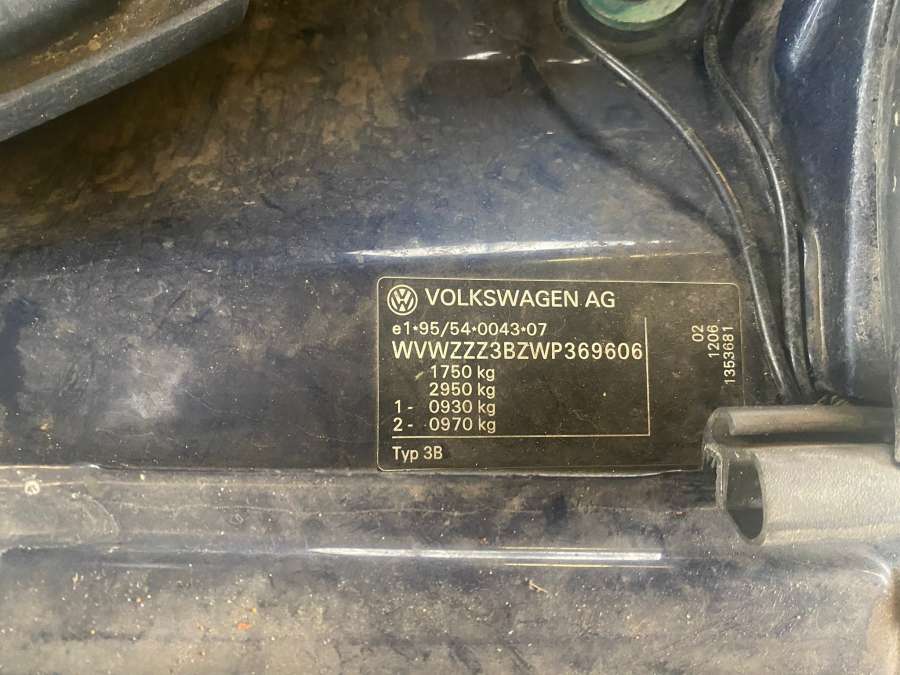 VOLKSWAGEN AG
e1*95/54*0043*07
WVWZZZ3BZWP369606
1750 kg
2950 kg
1- 0930 kg
2- 0970 kg
Typ 3B
02
1206
1353681